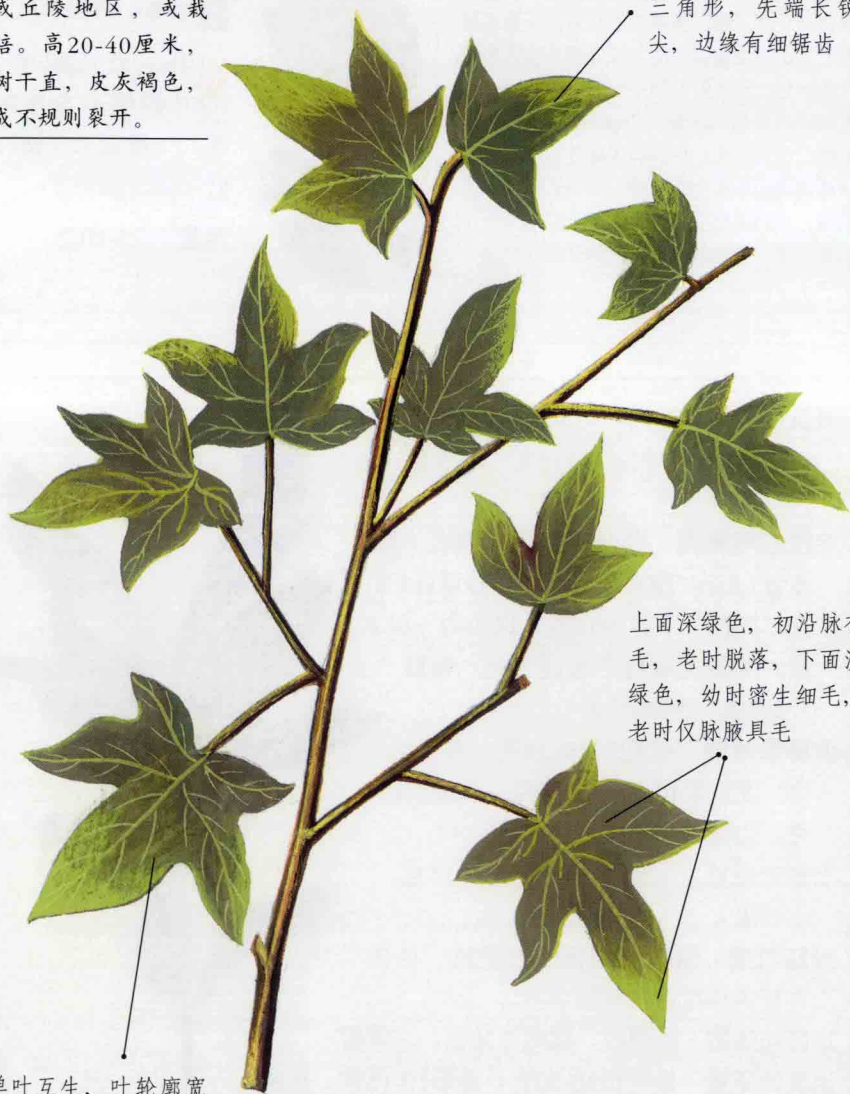 或丘陵地区，或栽
培。高20-40厘米，
树干直，皮灰褐色，
或不规则裂开。
三角形，先端长锐
尖，边缘有细锯齿
上面深绿色，初沿脉有
毛，老时脱落，下面淡
绿色，幼时密生细毛，
老时仅脉腋具毛
单叶互生，叶轮廓宽